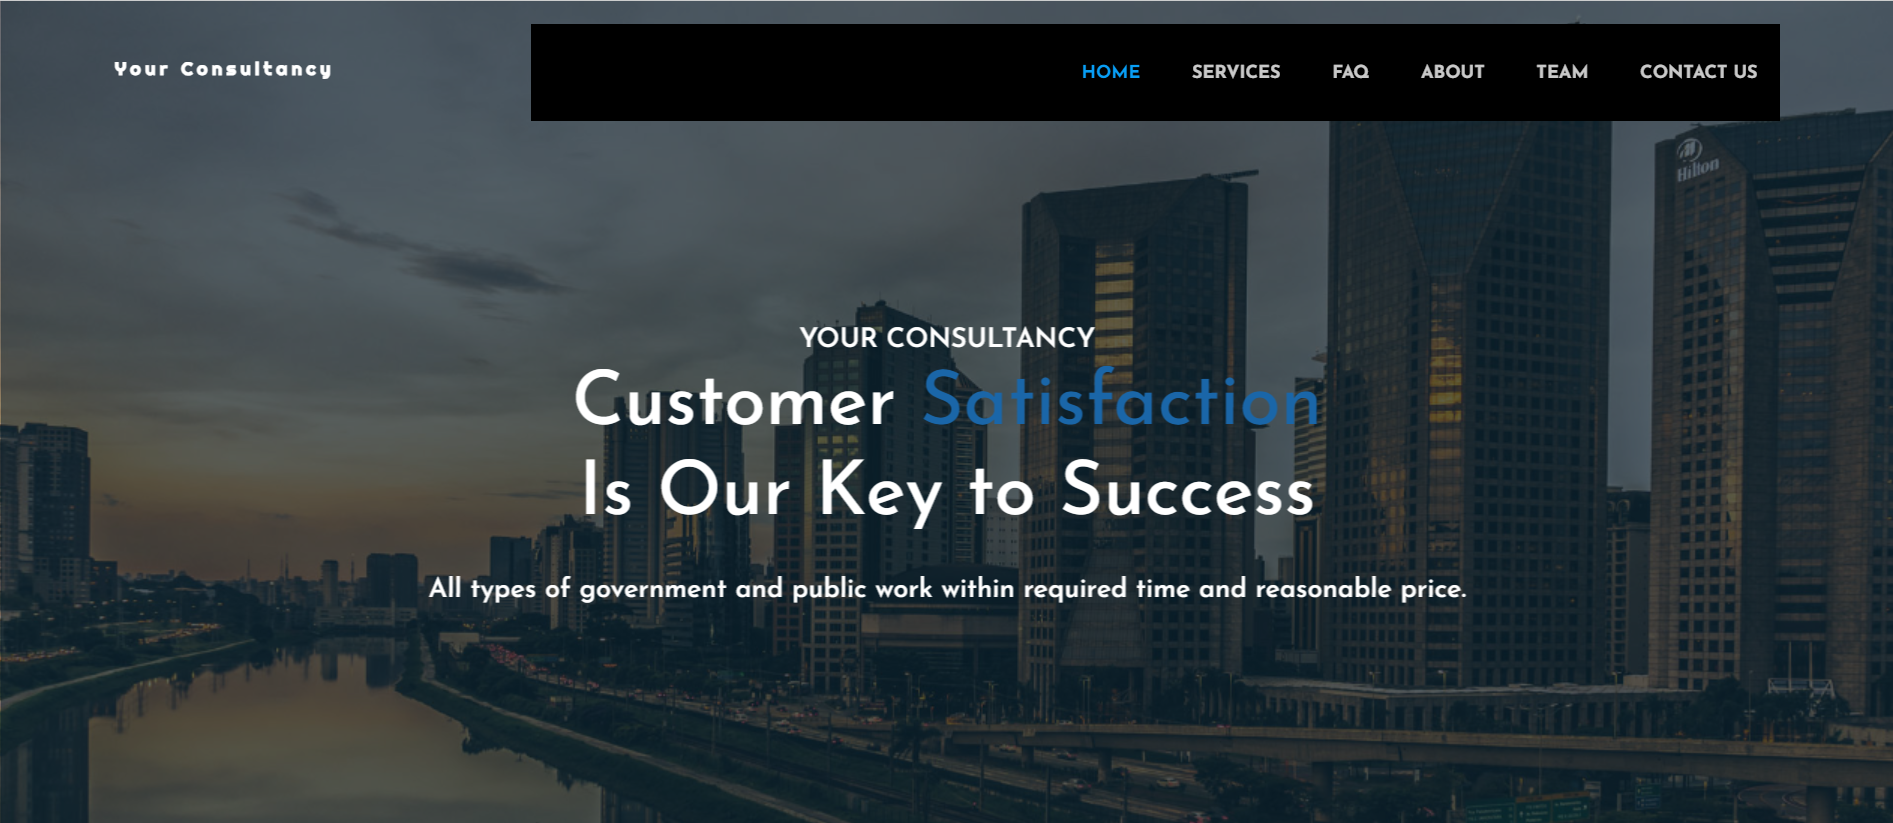 Your Consultancy
HOME SERVICES FAQ ABOUT TEAM CONTACT US
Hilton
YOUR CONSULTANCY
Customer Satisfaction
Is Our Key to Success
All types of government and public work within required time and reasonable price.